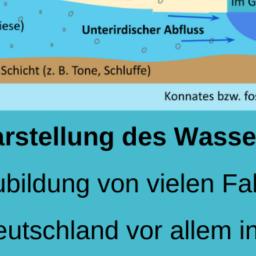 im G
iese)
Unterirdischer Abfluss
Schicht (z. B. Tone, Schluffe)
Konnates bzw. fos
arstellung des Wasse
ubildung von vielen Fal
eutschland vor allem in